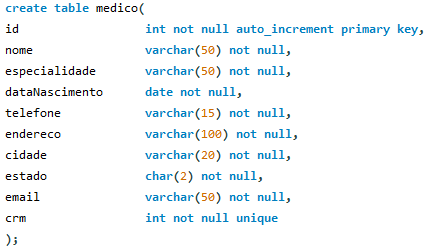 create table medico(
id int not null auto_increment primary key,
nome varchar(50) not null,
especialidade varchar(50) not null,
dataNascimento date not null,
telefone varchar(15) not null,
endereco varchar(100) not null,
cidade varchar(20) not null,
estado char(2) not null,
email varchar(50) not null,
crm int not null unique
);